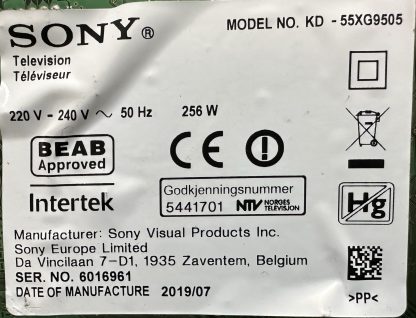 SONY®
MODEL NO. KD - 55XG9505
Television
Téléviseur
220 V - 240 V ~ 50 Hz 256 W
BEAB
Approved
CE
Intertek
Godkjenningsnummer
5441701 NTV NORGES TELEVISJON
Hg
Manufacturer: Sony Visual Products Inc.
Sony Europe Limited
Da Vincilaan 7-D1, 1935 Zaventem, Belgium
SER. NO. 6016961
DATE OF MANUFACTURE 2019/07
>PP<